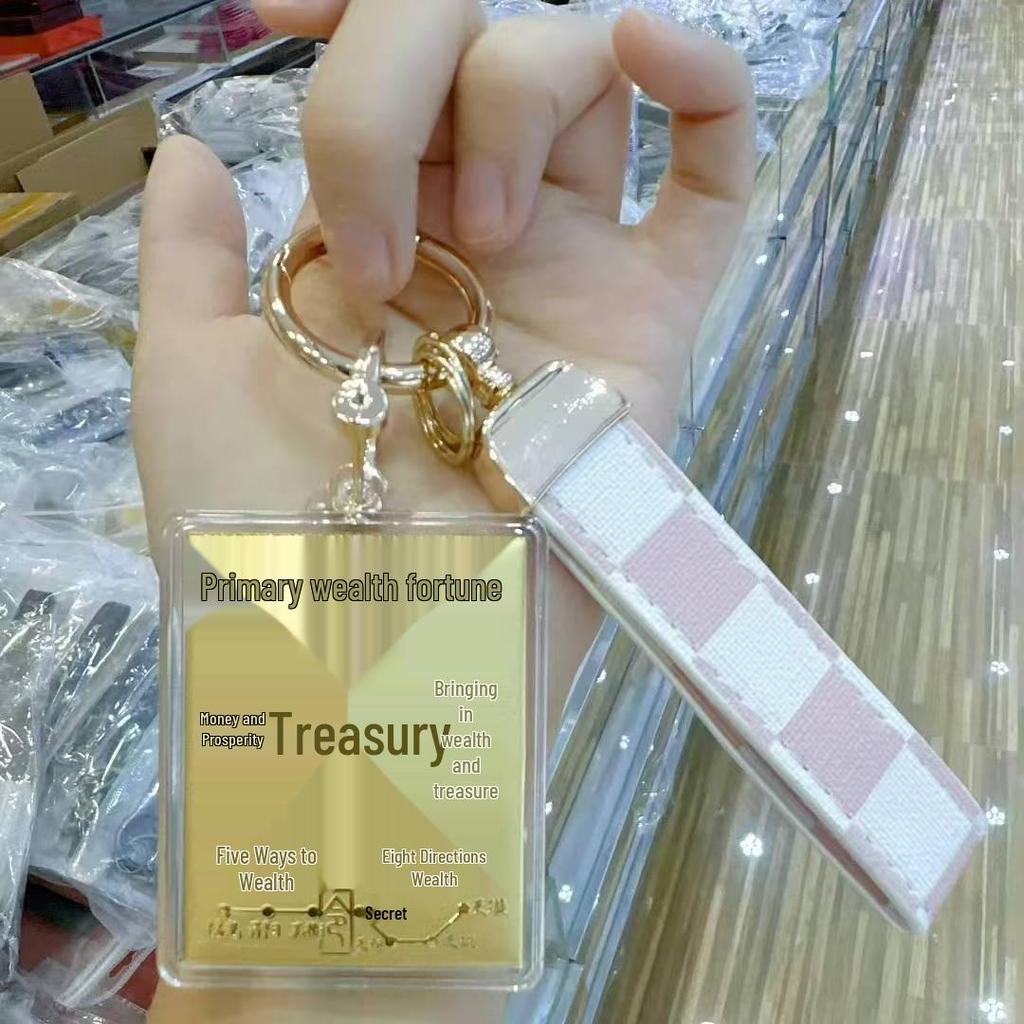 Primary wealth fortune
Money and
Prosperity
Treasury
Bringing
in
wealth
and
treasure
Five Ways to
Wealth
Eight Directions
Wealth
Secret